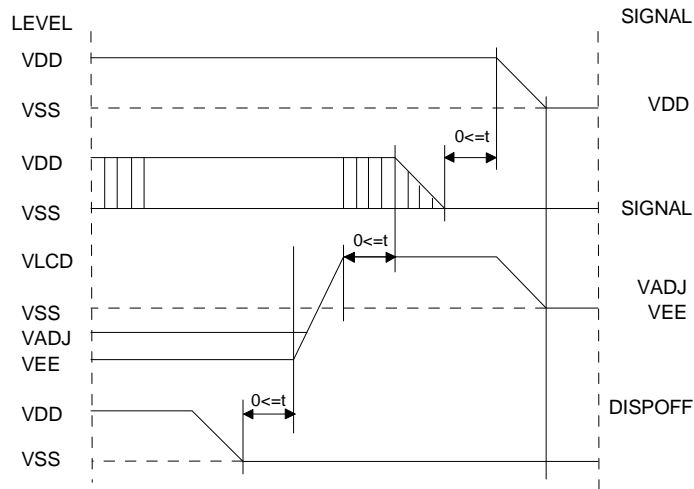 LEVEL SIGNAL
VDD
VSS VDD
0<=t
VDD
VSS SIGNAL
0<=t
VLCD
VADJ
VSS VEE
VADJ
VEE
0<=t
VDD DISPOFF
VSS